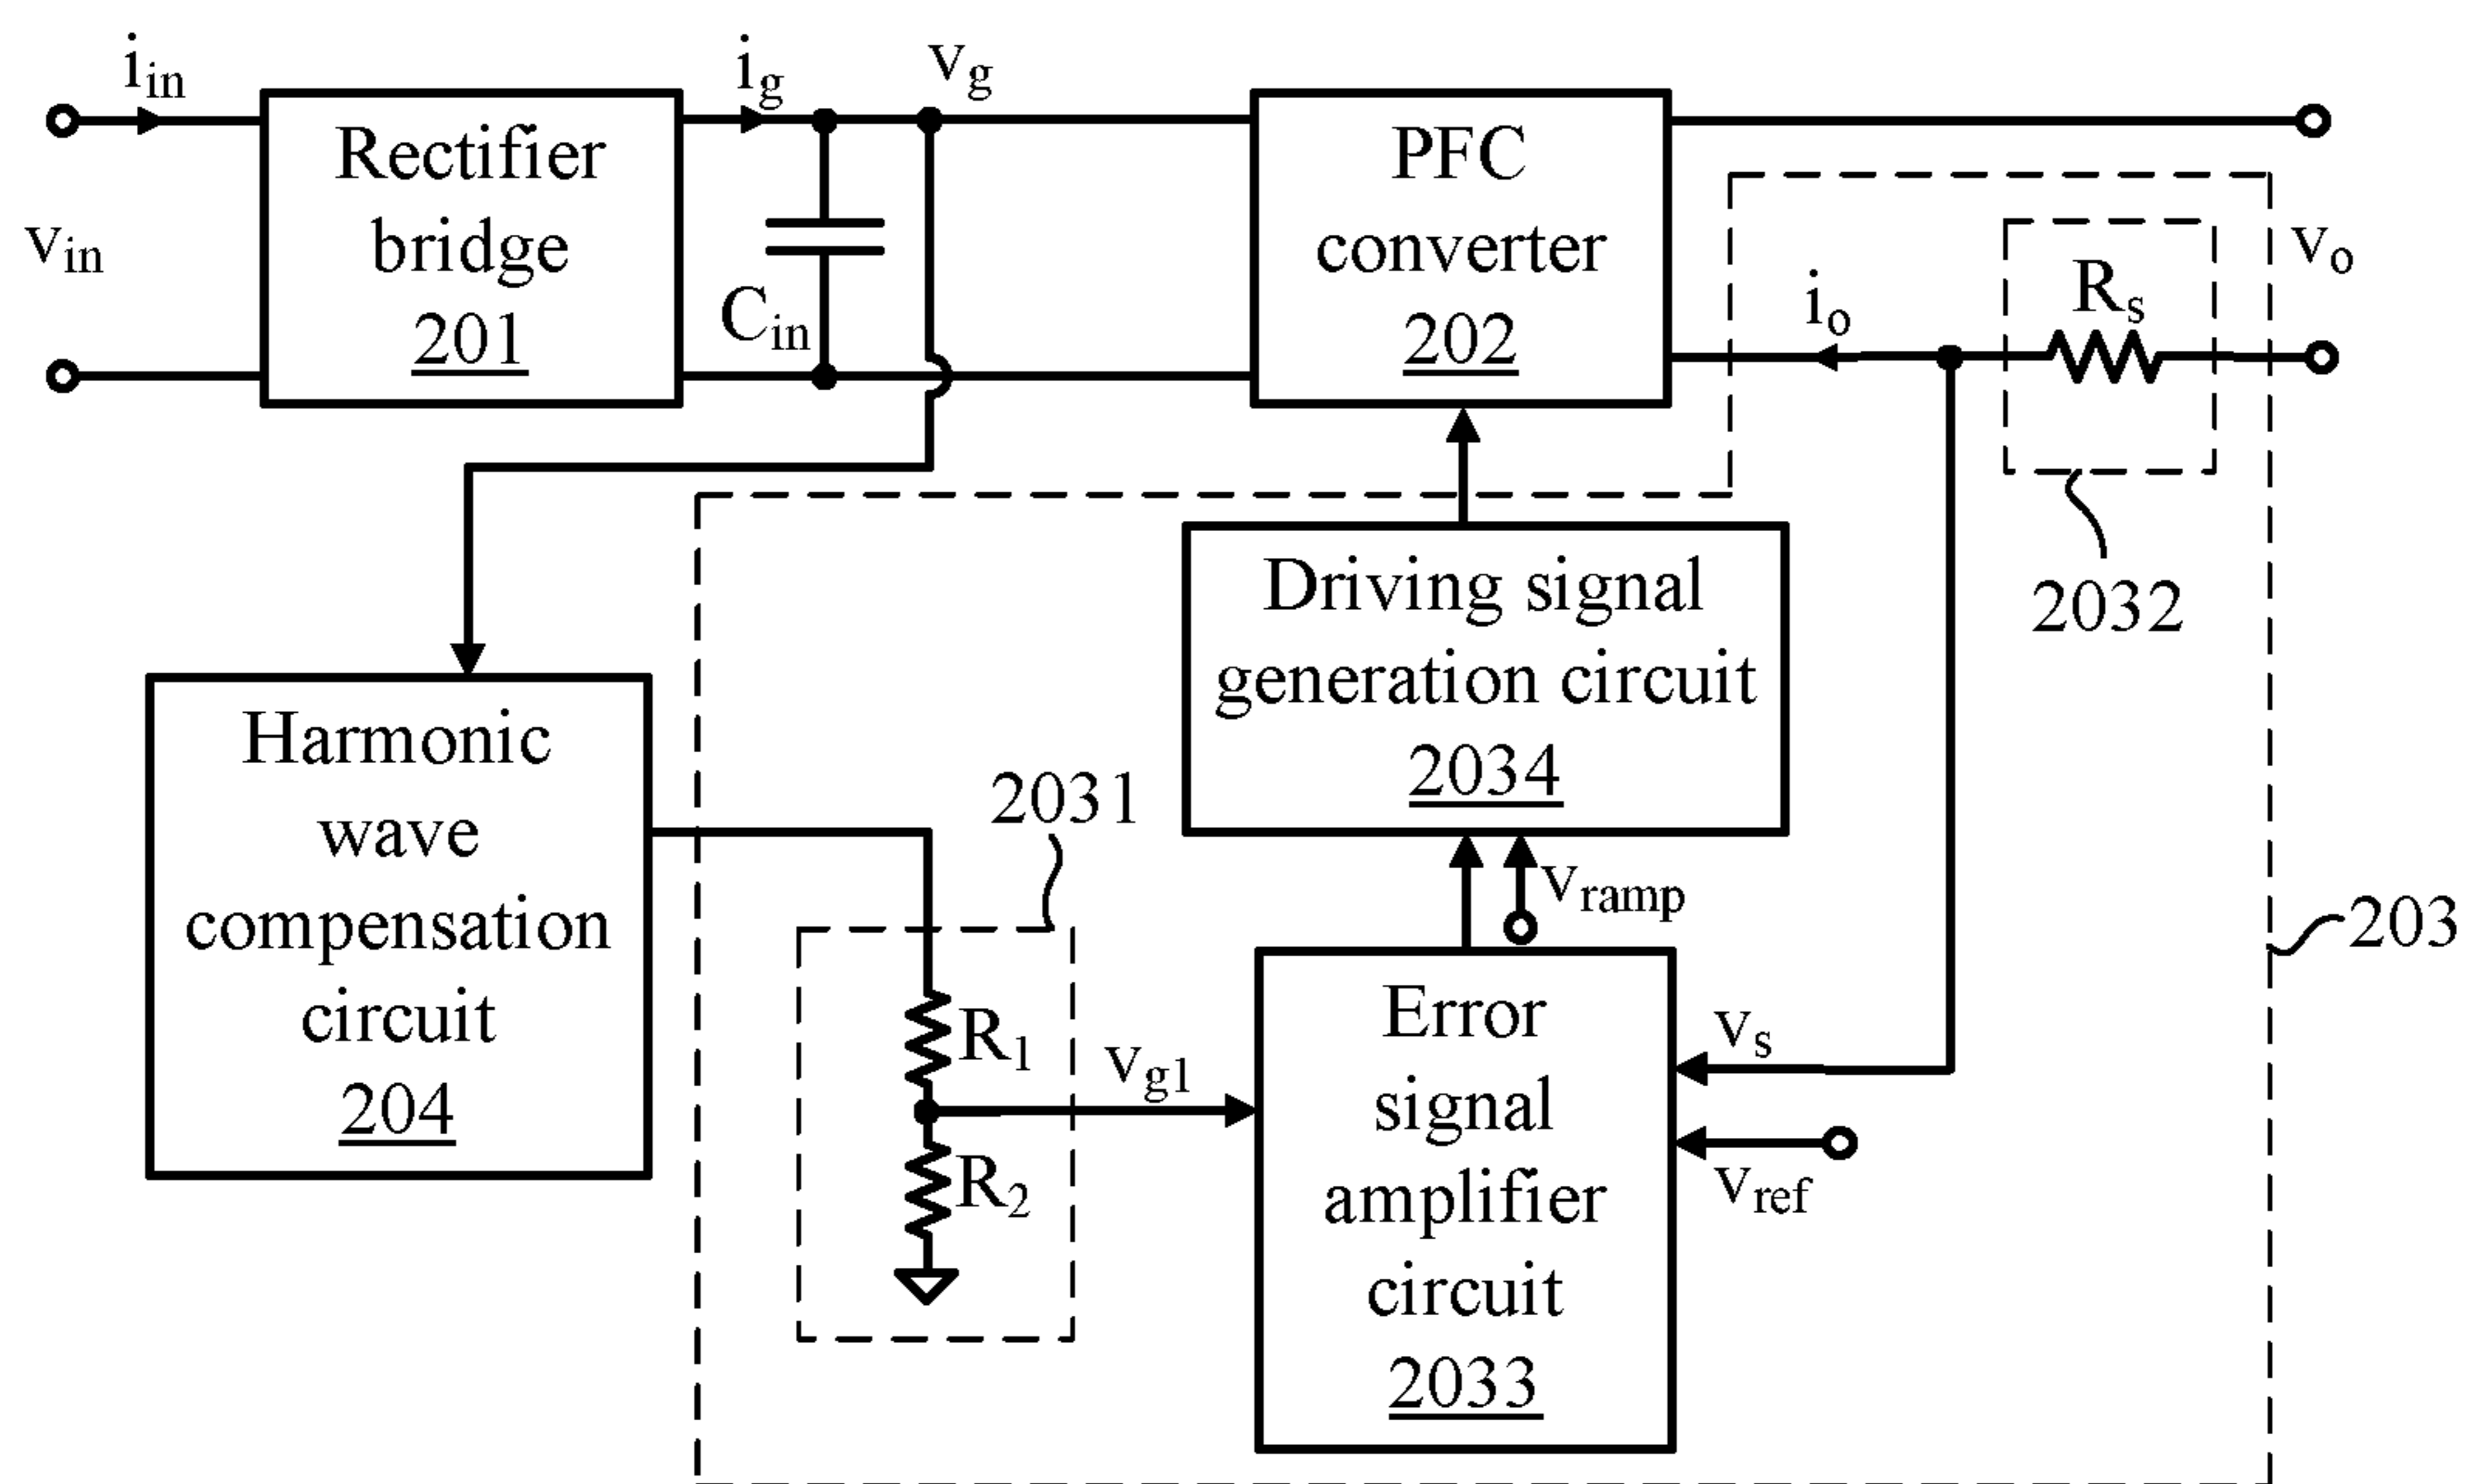 i_in
i_g
v_g
v_in
Rectifier
bridge
201
C_in
PFC
converter
202
i_o
R_s
v_o
2032
Driving signal
generation circuit
2034
v_ramp
203
Harmonic
wave
compensation
circuit
204
2031
R_1
R_2
v_g1
Error
signal
amplifier
circuit
2033
v_s
v_ref